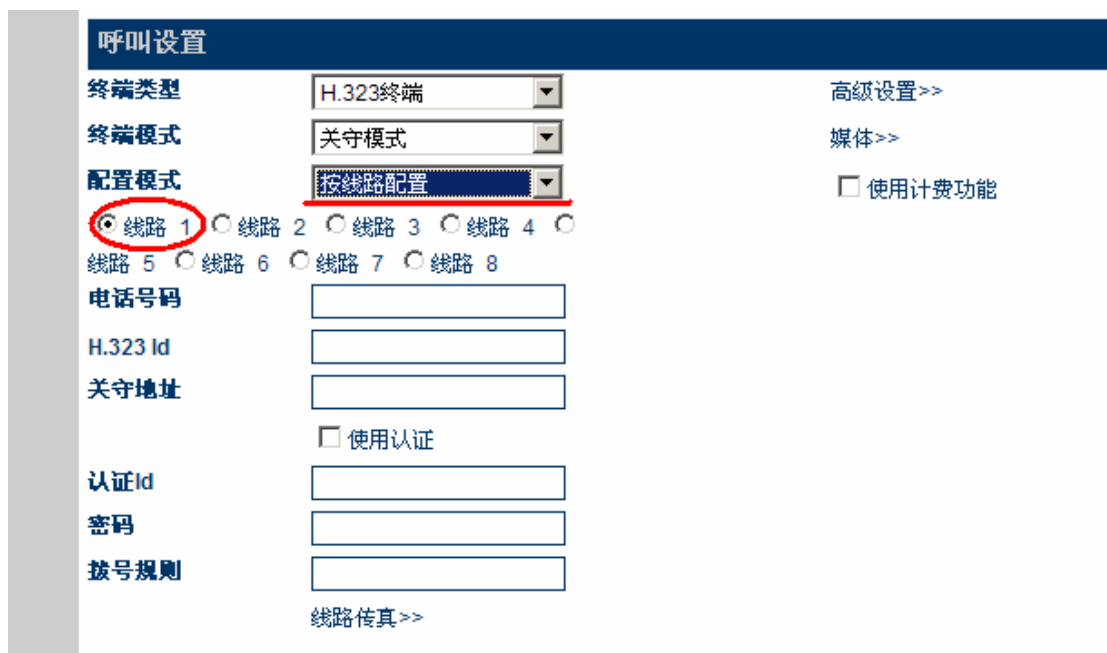 呼叫设置
终端类型 H.323终端 高级设置>>
终端模式 关守模式 媒体>>
配置模式 按线路配置 使用计费功能
线路 1 线路 2 线路 3 线路 4
线路 5 线路 6 线路 7 线路 8
电话号码
H.323 Id
关守地址
使用认证
认证Id
密码
拨号规则
线路传真>>